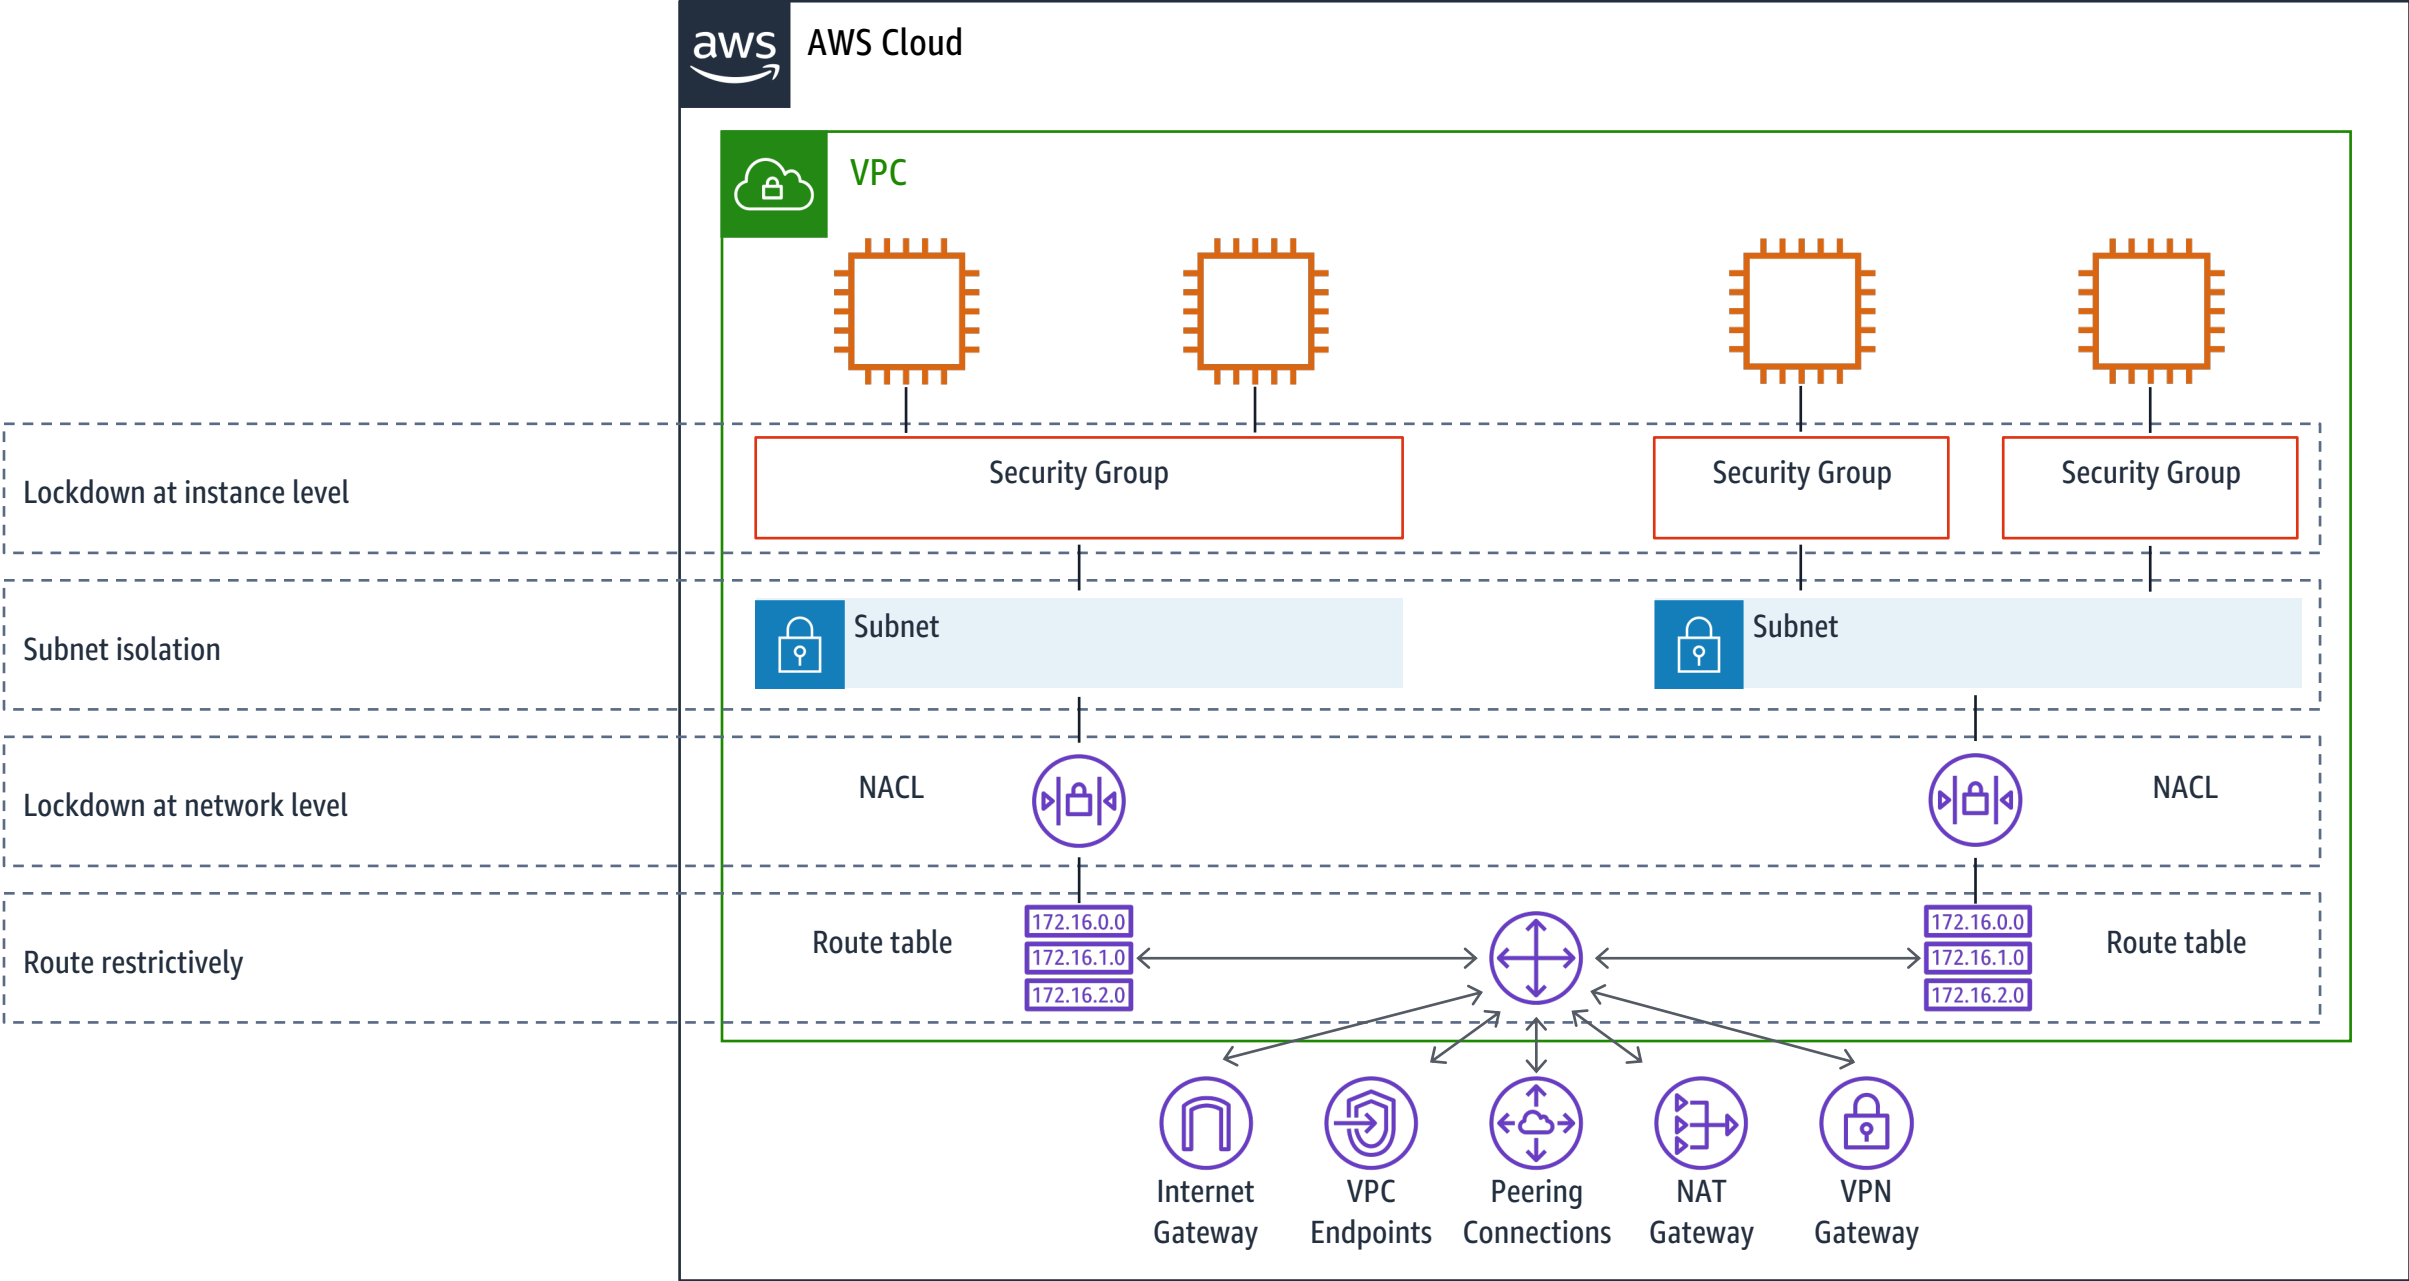 aws
AWS Cloud
VPC
Lockdown at instance level
Security Group
Security Group
Security Group
Subnet isolation
Subnet
Subnet
Lockdown at network level
NACL
NACL
Route restrictively
Route table
172.16.0.0
172.16.1.0
172.16.2.0
172.16.0.0
172.16.1.0
172.16.2.0
Route table
Internet
Gateway
VPC
Endpoints
Peering
Connections
NAT
Gateway
VPN
Gateway